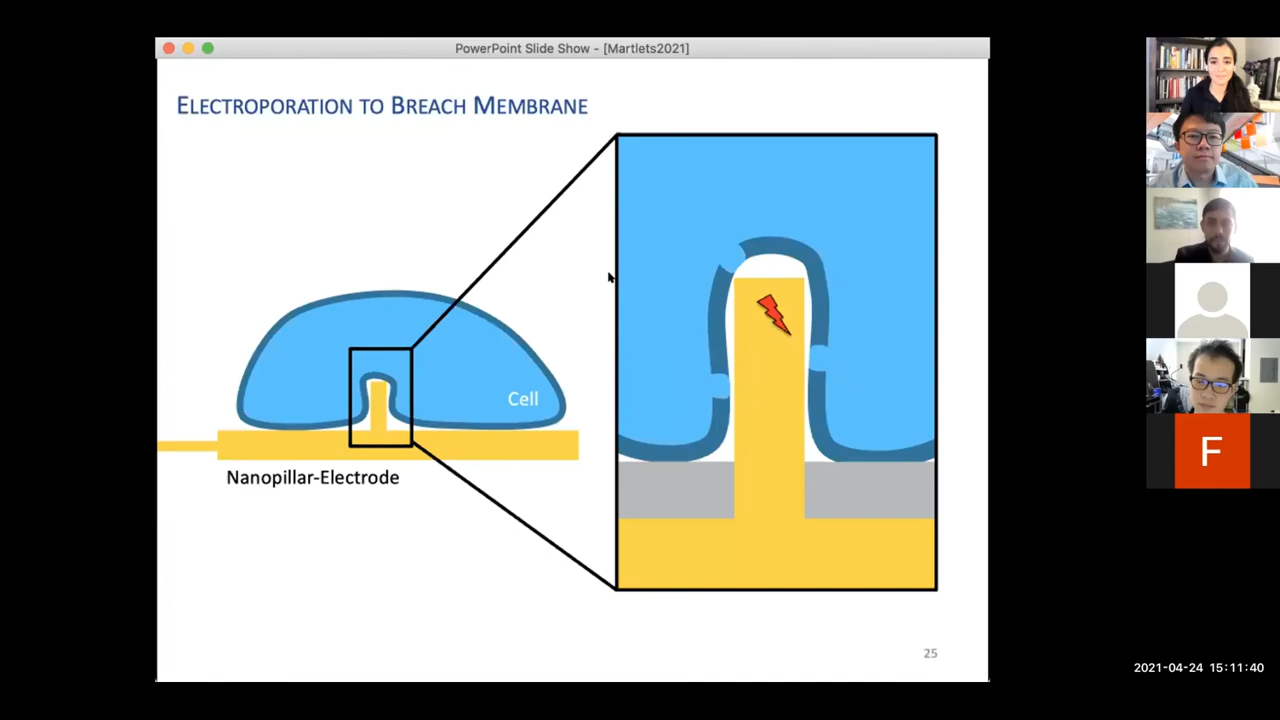 PowerPoint Slide Show - [Martlets2021]
ELECTROPORATION TO BREACH MEMBRANE
Cell
Nanopillar-Electrode
25
F
2021-04-24 15:11:40